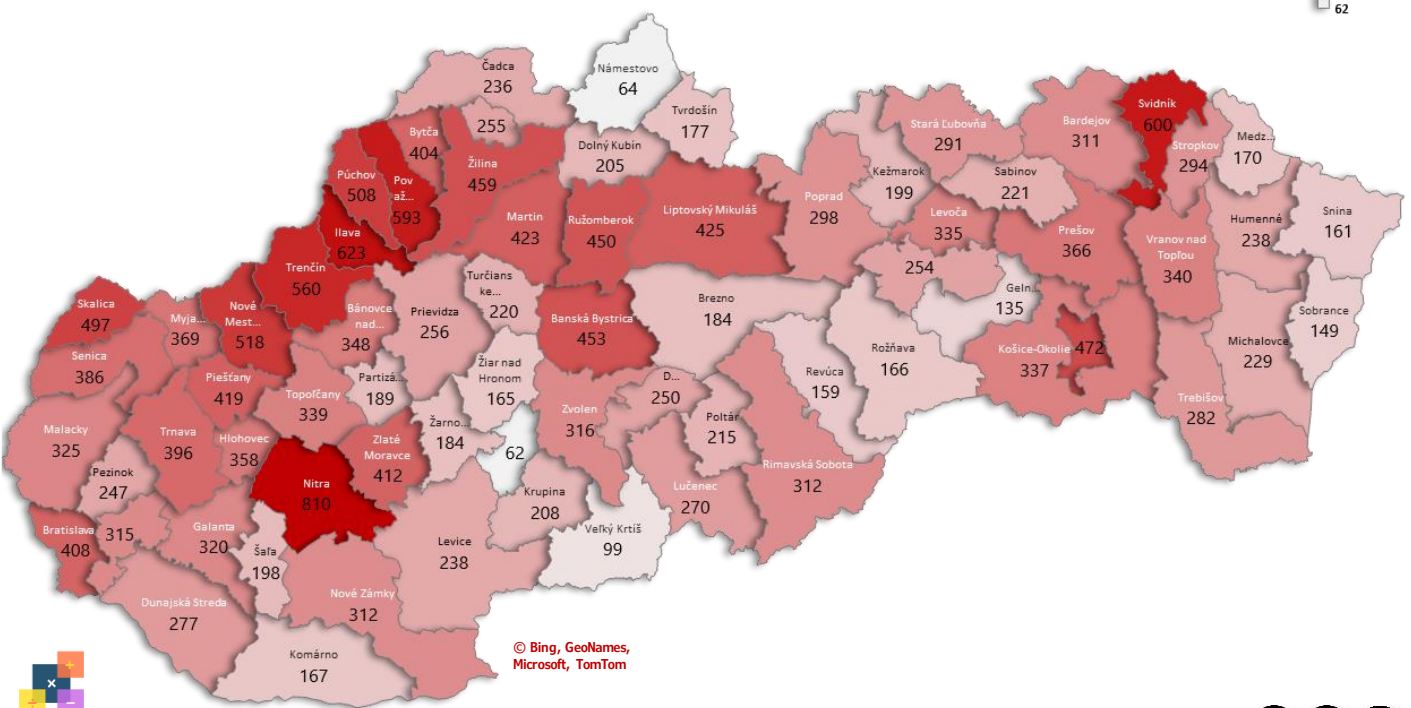 62
Čadca
236
Námestovo
64
Tvrdošín
177
255
Bytča
404
Dolný Kubín
205
Žilina
459
Púchov
508
Pov
až...
593
Ilava
623
Martin
423
Ružomberok
450
Liptovský Mikuláš
425
Poprad
298
Kežmarok
199
Stará Ľubovňa
291
Sabinov
221
Bardejov
311
Svidník
600
Stropkov
294
Medz...
170
Snina
161
Humenné
238
Levoča
335
Prešov
366
Vranov nad
Topľou
340
254
Geln...
135
Sobrance
149
Michalovce
229
Trenčín
560
Skalica
497
Myja...
369
Nové
Mest...
518
Bánovce
nad...
348
Prievidza
256
Turčians
ke...
220
Banská Bystrica
453
Brezno
184
Košice-Okolie
337
472
Rožňava
166
Revúca
159
Trebišov
282
Senica
386
Piešťany
419
Topoľčany
339
Partizá...
189
Žiar nad
Hronom
165
Zvolen
316
D...
250
Poltár
215
Malacky
325
Trnava
396
Hlohovec
358
Zlaté
Moravce
412
Žarno...
184
62
Pezinok
247
Nitra
810
Krupina
208
Lučenec
270
Rimavská Sobota
312
Veľký Krtíš
99
Bratislava
408
315
Galanta
320
Šaľa
198
Levice
238
Dunajská Streda
277
Nové Zámky
312
Komárno
167
© Bing, GeoNames,
Microsoft, TomTom